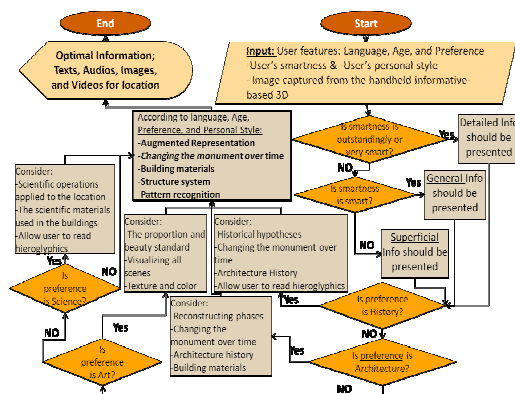 End
Start
Optimal Information;
Texts, Audios, Images,
and Videos for location
Input: User features: Language, Age, and Preference
-User's smartness & -User's personal style
- Image captured from the handheld informative-
based 3D
According to language, Age,
Preference, and Personal Style:
-Augmented Representation
-Changing the monument over time
-Building materials
-Structure system
-Pattern recognition
Is smartness is
outstandingly or
very smart?
Yes
Detailed Info
should be
presented
NO
Is smartness
is smart?
Yes
General Info
should be
presented
NO
Superficial
Info should be
presented
Consider:
-Scientific operations
applied to the location
-The scientific materials
used in the buildings
-Allow user to read
hieroglyphics
Consider:
-The proportion and
beauty standard
-Visualizing all
scenes
-Texture and color
Consider:
-Historical hypotheses
-Changing the monument over
time
-Architecture History
-Allow user to read hieroglyphics
Yes
Is
preference
is Science?
NO
Yes
Is preference
is History?
Consider:
-Reconstructing phases
-Changing the
monument over time
-Architecture history
-Building materials
NO
Yes
NO
Is
preference
is Art?
Yes
Is preference is
Architecture?
NO